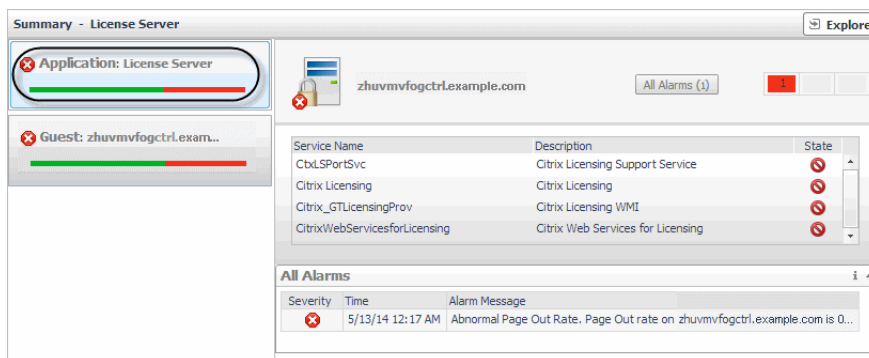 Summary - License Server
Explore
Application: License Server
zhuvmvfogctrl.example.com
All Alarms (1)
1
Guest: zhuvmvfogctrl.exam...
Service Name Description State
CtxLSPortSvc Citrix Licensing Support Service
Citrix Licensing Citrix Licensing
Citrix_GTLicensingProv Citrix Licensing WMI
CitrixWebServicesforLicensing Citrix Web Services for Licensing
All Alarms
Severity Time Alarm Message
5/13/14 12:17 AM Abnormal Page Out Rate. Page Out rate on zhuvmvfogctrl.example.com is 0...